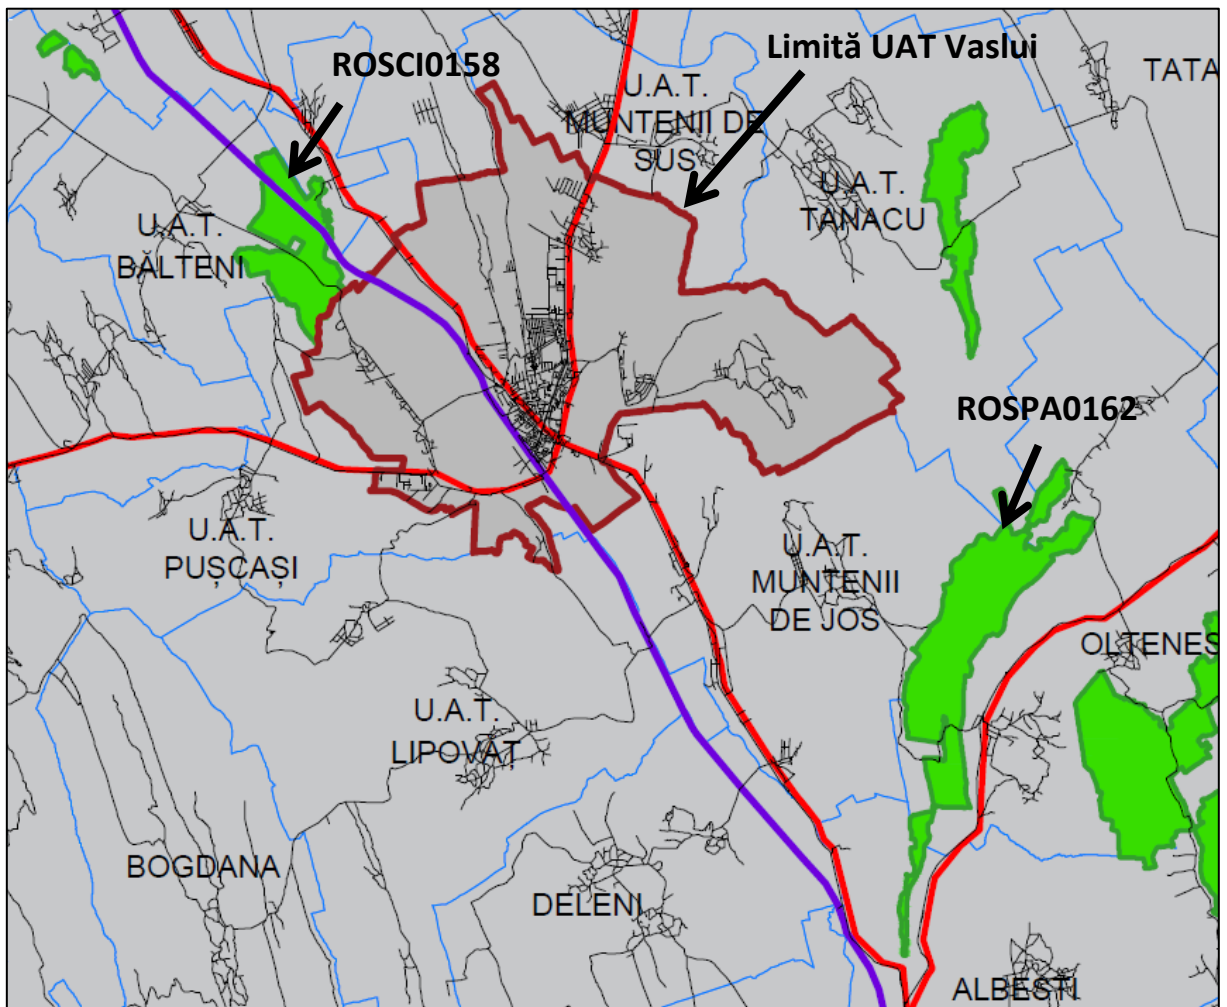 ROSCI0158
Limită UAT Vaslui
TATA
U.A.T.
MUNTENII DE
SUS
U.A.T.
TANACU
U.A.T.
BĂLTENI
ROSPA0162
U.A.T.
PUȘCAȘI
U.A.T.
MUNTENII
DE JOS
OLTENES
U.A.T.
LIPOVĂȚ
BOGDANA
DELENI
ALBEȘTI